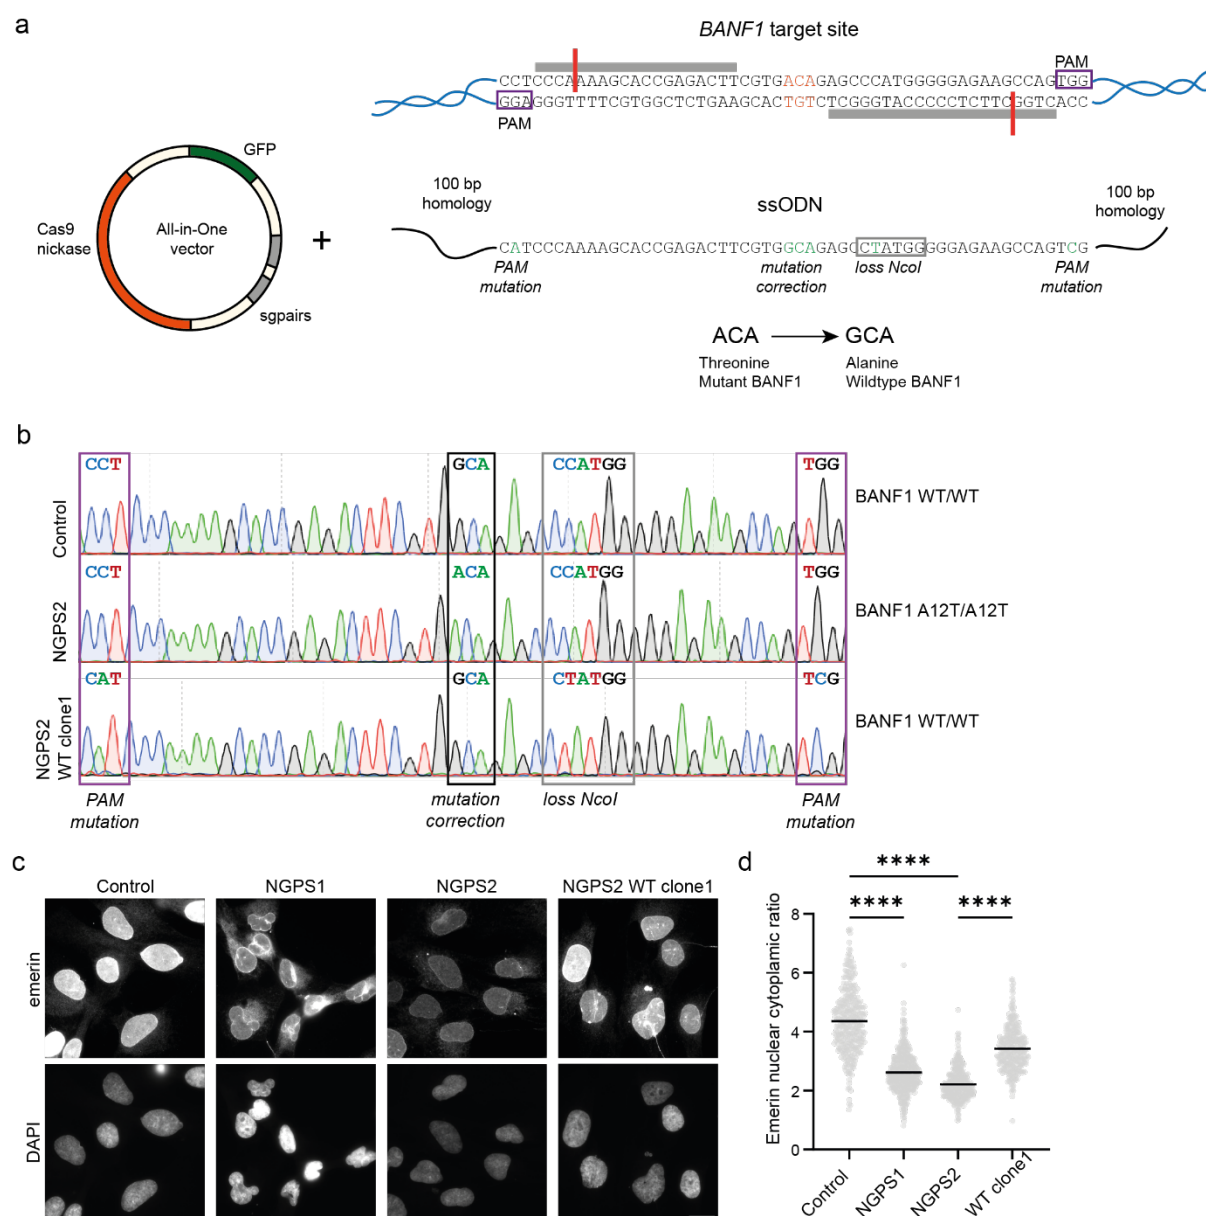 a
BANF1 target site
PAM
CCTCCCAAAAGCACCGAGACTTCGTGACAGAGCCCATGGGGGAGAAGCCAGTGG
GGAGGGTTTTCGTGGCTCTGAAGCACTGTCTCGGGTACCCCCTCTTCGGTCACC
PAM
GFP
Cas9
nickase
All-in-One
vector
sgpairs
+
100 bp
homology
ssODN
100 bp
homology
CATCCCAAAAGCACCGAGACTTCGTGGCAGAGCCTATGGGGGAGAAGCCAGTCG
PAM
mutation
mutation
correction
loss NcoI
PAM
mutation
ACA
GCA
Threonine
Mutant BANF1
Alanine
Wildtype BANF1
b
Control
CCT
GCA
CCATGG
TGG
BANF1 WT/WT
NGPS2
CCT
ACA
CCATGG
TGG
BANF1 A12T/A12T
NGPS2
WT clone1
CAT
GCA
CTATGG
TCG
BANF1 WT/WT
PAM
mutation
mutation
correction
loss NcoI
PAM
mutation
c
Control
NGPS1
NGPS2
NGPS2 WT clone1
emerin
DAPI
d
Emerin nuclear cytoplamic ratio
****
****
****
8
6
4
2
0
Control
NGPS1
NGPS2
WT clone1